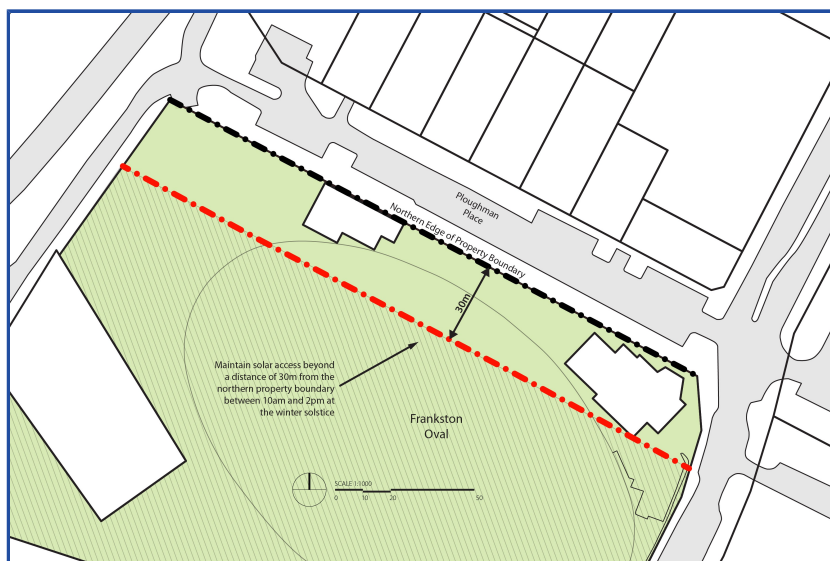 Ploughman
Place
Northern Edge of Property Boundary
30m
Maintain solar access beyond
a distance of 30m from the
northern property boundary
between 10am and 2pm at
the winter solstice
Frankston
Oval
SCALE 1:1000
0 10 20 50